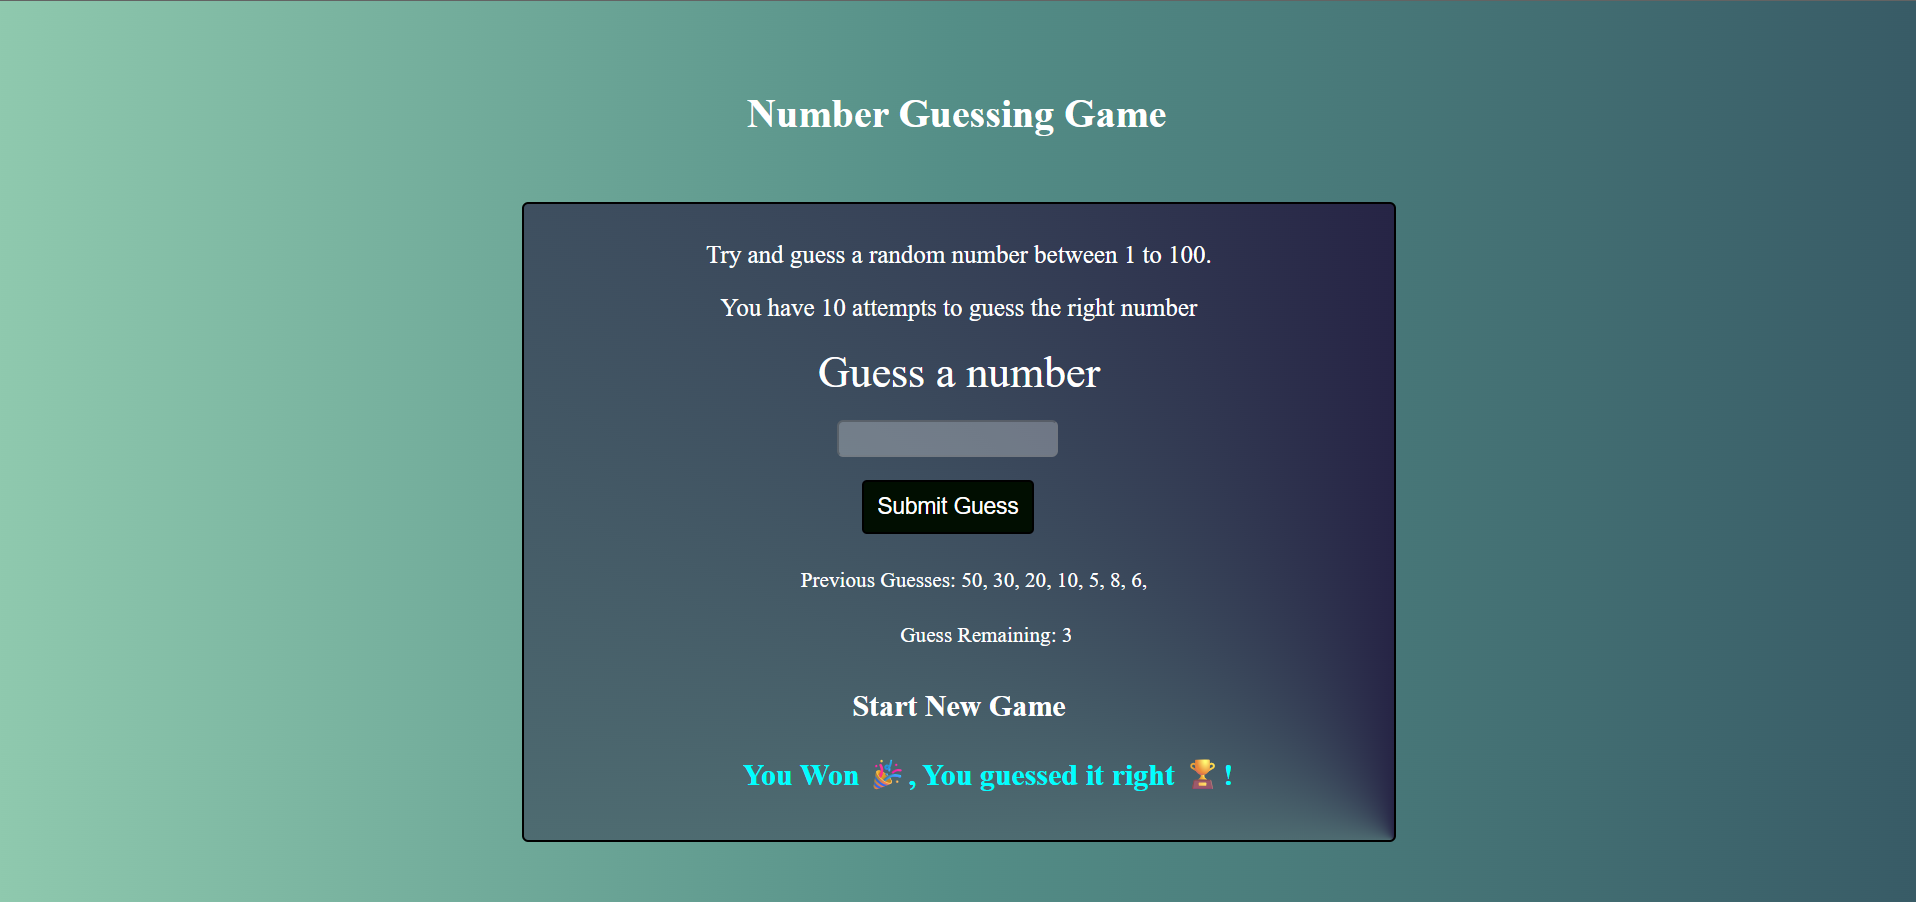 Number Guessing Game
Try and guess a random number between 1 to 100.
You have 10 attempts to guess the right number
Guess a number
Submit Guess
Previous Guesses: 50, 30, 20, 10, 5, 8, 6,
Guess Remaining: 3
Start New Game
You Won 🎉, You guessed it right 🏆!